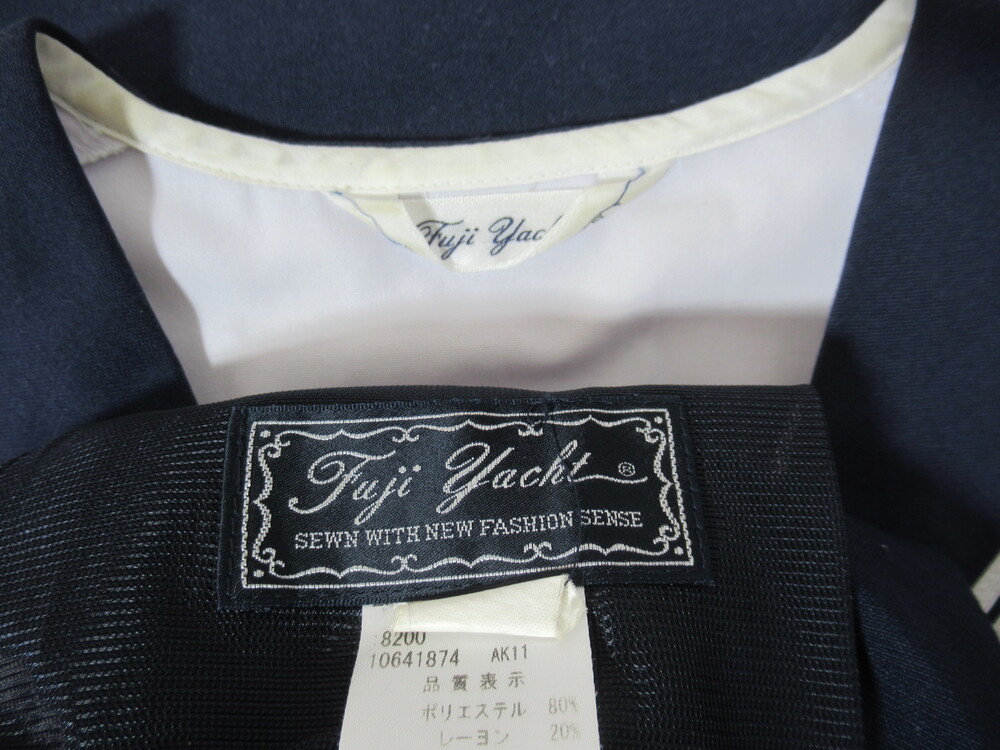 Fuji Yac
Fuji Yacht ®
SEWN WITH NEW FASHION SENSE
8200
10641874 AK11
品質表示
ポリエステル 80%
レーヨン 20%